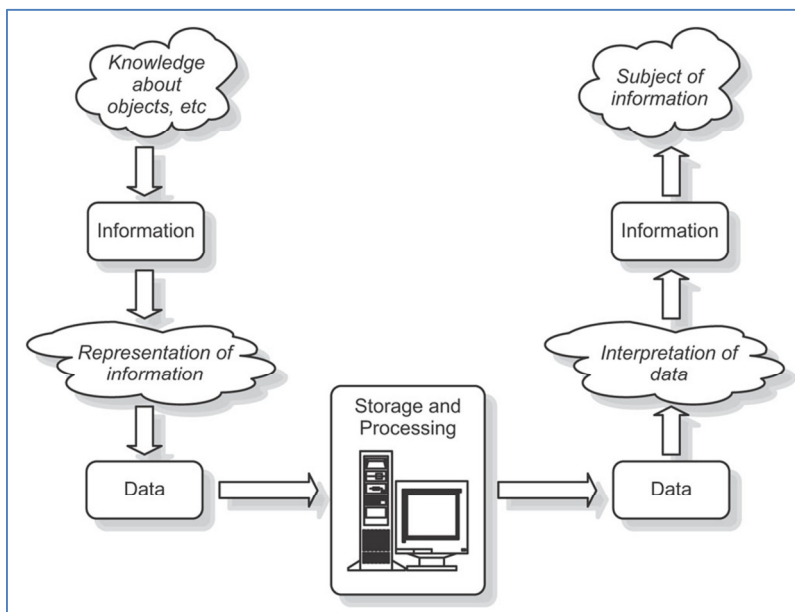 Knowledge
about
objects, etc
Information
Representation of
information
Data
Storage and
Processing
Data
Interpretation of
data
Information
Subject of
information